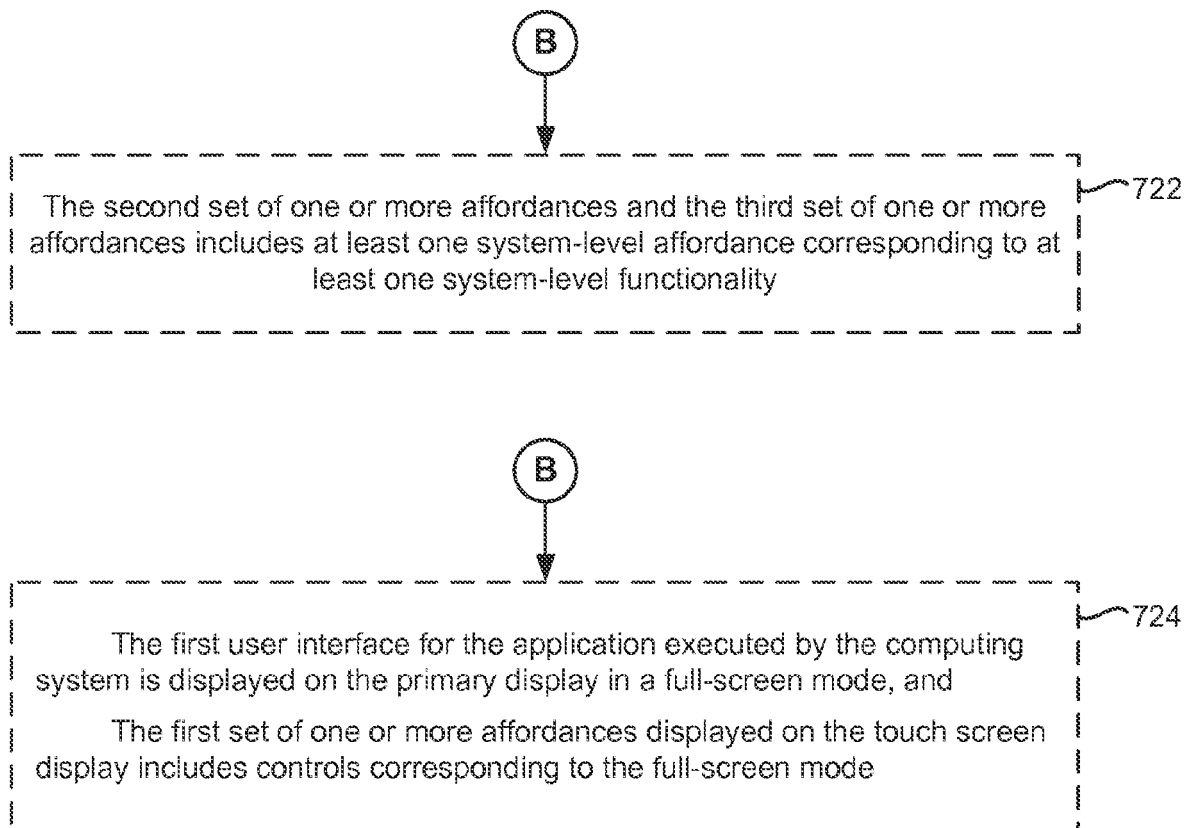 B
The second set of one or more affordances and the third set of one or more
affordances includes at least one system-level affordance corresponding to at
least one system-level functionality
722
B
The first user interface for the application executed by the computing
system is displayed on the primary display in a full-screen mode, and
The first set of one or more affordances displayed on the touch screen
display includes controls corresponding to the full-screen mode
724